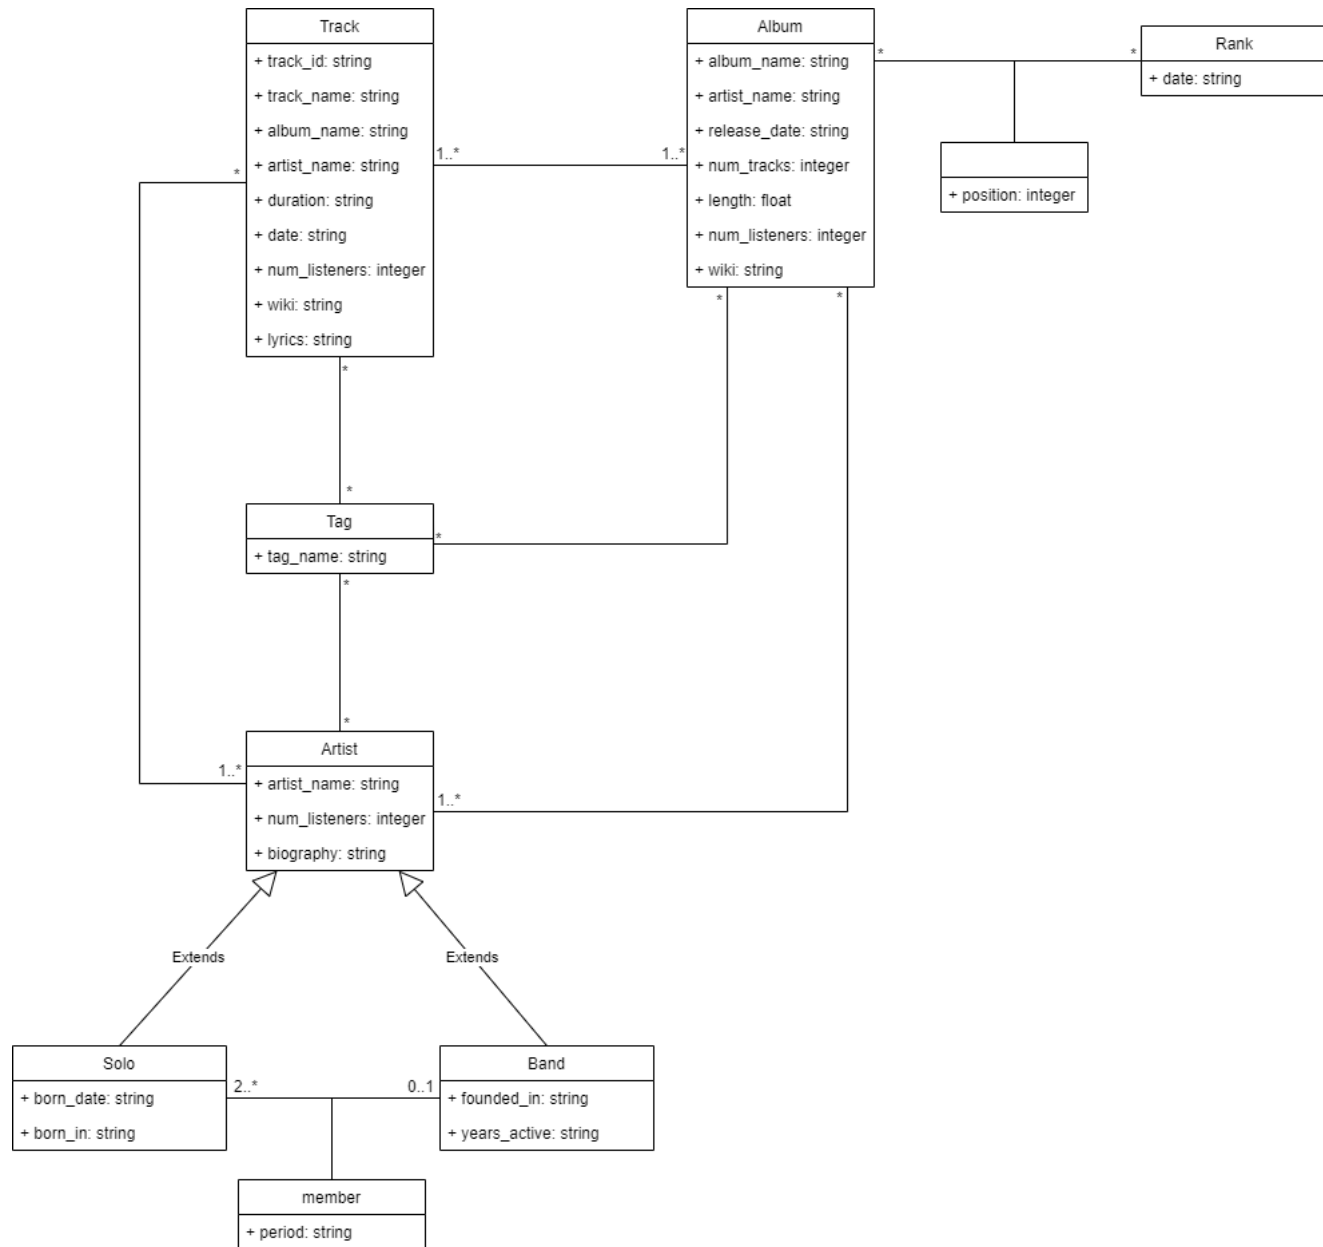 Track
+ track_id: string
+ track_name: string
+ album_name: string
+ artist_name: string
+ duration: string
+ date: string
+ num_listeners: integer
+ wiki: string
+ lyrics: string
Album
+ album_name: string
+ artist_name: string
+ release_date: string
+ num_tracks: integer
+ length: float
+ num_listeners: integer
+ wiki: string
*
*
Rank
+ date: string
+ position: integer
1..*
1..*
*
*
*
*
*
Tag
+ tag_name: string
*
*
*
Artist
+ artist_name: string
+ num_listeners: integer
+ biography: string
1..*
1..*
Extends
Extends
Solo
+ born_date: string
+ born_in: string
2..*
0..1
Band
+ founded_in: string
+ years_active: string
member
+ period: string